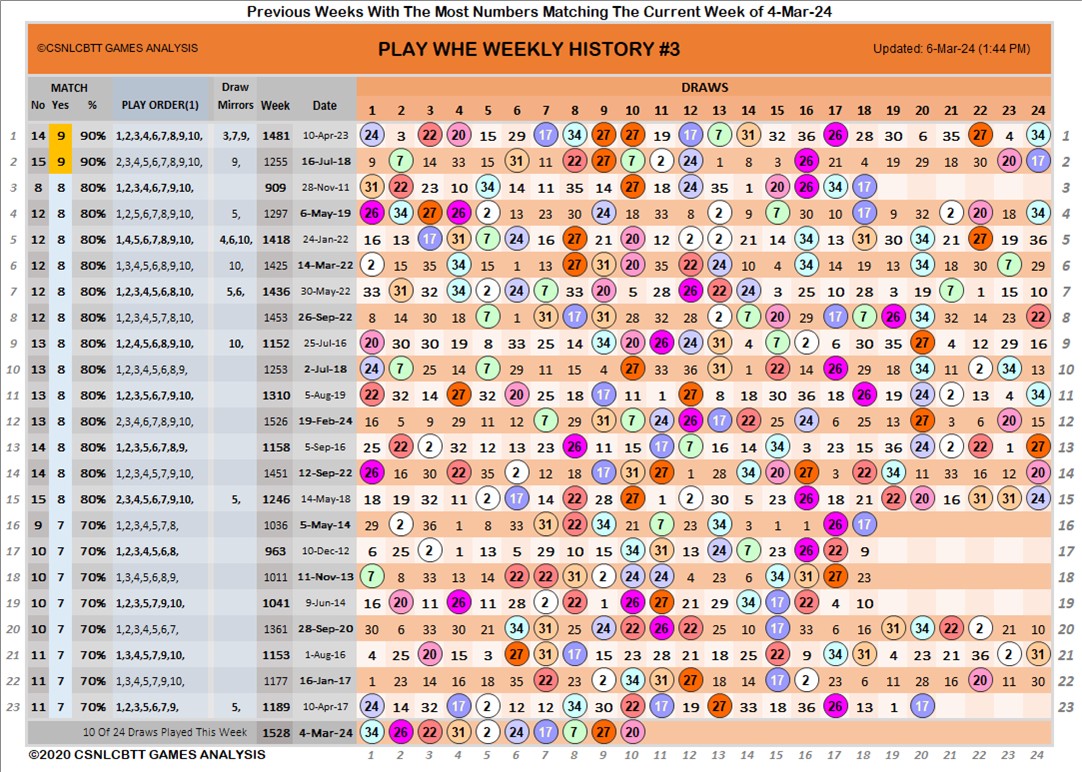 Previous Weeks With The Most Numbers Matching The Current Week of 4-Mar-24
©CSNLCBTT GAMES ANALYSIS PLAY WHE WEEKLY HISTORY #3 Updated: 6-Mar-24 (1:44 PM)
MATCH Draw DRAWS
No Yes % PLAY ORDER(1) Mirrors Week Date 1 2 3 4 5 6 7 8 9 10 11 12 13 14 15 16 17 18 19 20 21 22 23 24
1 14 9 90% 1,2,3,4,6,7,8,9,10, 3,7,9, 1481 10-Apr-23 24 3 22 20 15 29 17 34 27 27 19 12 7 31 32 36 26 28 30 6 35 27 4 34 1
2 15 9 90% 2,3,4,5,6,7,8,9,10, 9, 1255 16-Jul-18 9 7 14 33 15 31 11 22 27 7 2 24 1 8 3 26 21 4 19 29 18 30 20 17 2
3 8 8 80% 1,2,3,4,6,7,9,10, 909 28-Nov-11 31 22 23 10 34 14 11 35 14 27 18 24 35 1 20 26 34 17 3
4 12 8 80% 1,2,5,6,7,8,9,10, 5, 1297 6-May-19 26 34 27 26 2 13 23 30 24 18 33 8 2 9 7 30 10 17 9 32 2 20 18 34 4
5 12 8 80% 1,4,5,6,7,8,9,10, 4,6,10, 1418 24-Jan-22 16 13 17 31 7 24 16 27 21 20 12 2 2 21 14 34 13 31 30 34 21 27 19 36 5
6 12 8 80% 1,3,4,5,6,8,9,10, 10, 1425 14-Mar-22 2 15 35 34 15 1 13 27 31 20 35 22 24 10 4 34 14 19 13 34 18 30 7 29 6
7 12 8 80% 1,2,3,4,5,6,8,10, 5,6, 1436 30-May-22 33 31 32 34 2 24 7 33 20 5 28 26 22 24 3 25 10 28 3 19 7 1 15 10 7
8 12 8 80% 1,2,3,4,5,7,8,10, 1453 26-Sep-22 8 14 30 18 7 1 31 17 31 28 32 28 2 7 20 29 17 7 26 34 32 14 23 22 8
9 13 8 80% 1,2,4,5,6,8,9,10, 10, 1152 25-Jul-16 20 30 30 19 8 33 25 14 34 20 26 24 31 4 7 2 6 30 35 27 4 12 29 16 9
10 13 8 80% 1,2,3,4,5,6,8,9, 1253 2-Jul-18 24 7 25 14 7 29 11 15 4 27 33 36 31 1 22 14 26 29 18 34 11 2 34 13 10
11 13 8 80% 1,2,3,5,6,7,9,10, 1310 5-Aug-19 22 32 14 27 32 20 25 18 17 11 1 27 8 18 30 36 18 26 19 24 2 13 4 34 11
12 13 8 80% 2,3,4,6,7,8,9,10, 1526 19-Feb-24 16 5 9 29 11 12 7 29 31 7 24 26 17 22 25 24 6 25 13 27 3 6 20 15 12
13 14 8 80% 1,2,3,5,6,7,8,9, 1158 5-Sep-16 25 22 2 32 12 13 23 26 11 15 17 7 16 14 34 3 23 15 36 24 2 22 1 27 13
14 14 8 80% 1,2,3,4,5,7,9,10, 1451 12-Sep-22 26 16 30 22 35 2 12 18 17 31 27 1 28 34 20 27 3 22 34 11 33 16 12 20 14
15 14 8 80% 2,3,4,5,6,7,9,10, 5, 1246 14-May-18 18 19 32 11 2 17 14 22 28 27 1 2 30 5 23 26 18 21 22 20 16 31 31 24 15
16 9 7 70% 1,2,3,4,5,7,8, 1036 5-May-14 29 2 36 1 8 33 31 22 34 21 7 23 34 3 1 1 26 17 16
17 10 7 70% 1,2,3,4,5,6,8, 963 10-Dec-12 6 25 2 1 13 5 29 10 15 34 31 13 24 7 23 26 22 9 17
18 10 7 70% 1,3,4,5,6,8,9, 1011 11-Nov-13 7 8 33 13 14 22 22 31 2 24 24 4 23 6 34 31 27 23 18
19 10 7 70% 1,2,3,5,7,9,10, 1041 9-Jun-14 16 20 11 26 11 28 2 22 1 26 27 21 29 34 17 22 4 10 19
20 10 7 70% 1,2,3,4,5,6,7, 1361 28-Sep-20 30 6 33 30 21 34 31 25 24 22 26 22 25 10 17 33 6 16 31 34 22 2 21 10 20
21 11 7 70% 1,3,4,5,7,9,10, 1153 1-Aug-16 4 25 20 15 3 27 31 17 15 23 28 21 18 25 22 9 34 31 4 23 21 36 2 31 21
22 11 7 70% 1,3,4,5,7,9,10, 1177 16-Jan-17 1 23 14 16 18 35 22 23 2 34 31 27 18 14 17 2 23 6 11 28 16 20 11 30 22
23 11 7 70% 1,2,3,5,6,7,9, 5, 1189 10-Apr-17 24 14 32 17 2 12 12 34 30 22 17 19 27 33 18 36 26 13 1 17 23
10 Of 24 Draws Played This Week 1528 4-Mar-24 34 26 22 31 2 24 17 7 27 20
©2020 CSNLCBTT GAMES ANALYSIS 1 2 3 4 5 6 7 8 9 10 11 12 13 14 15 16 17 18 19 20 21 22 23 24